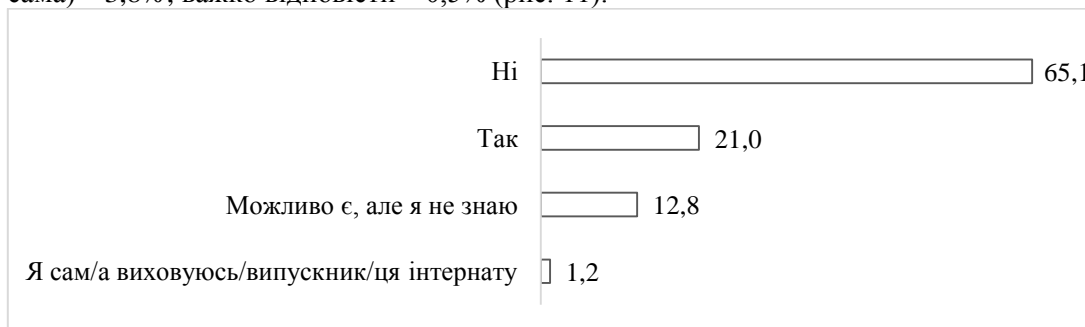 сама) – 3,8%; важко відповісти – 0,5% (рис. 11).
Ні 65,1
Так 21,0
Можливо є, але я не знаю 12,8
Я сам/а виховуюсь/випускник/ця інтернату 1,2